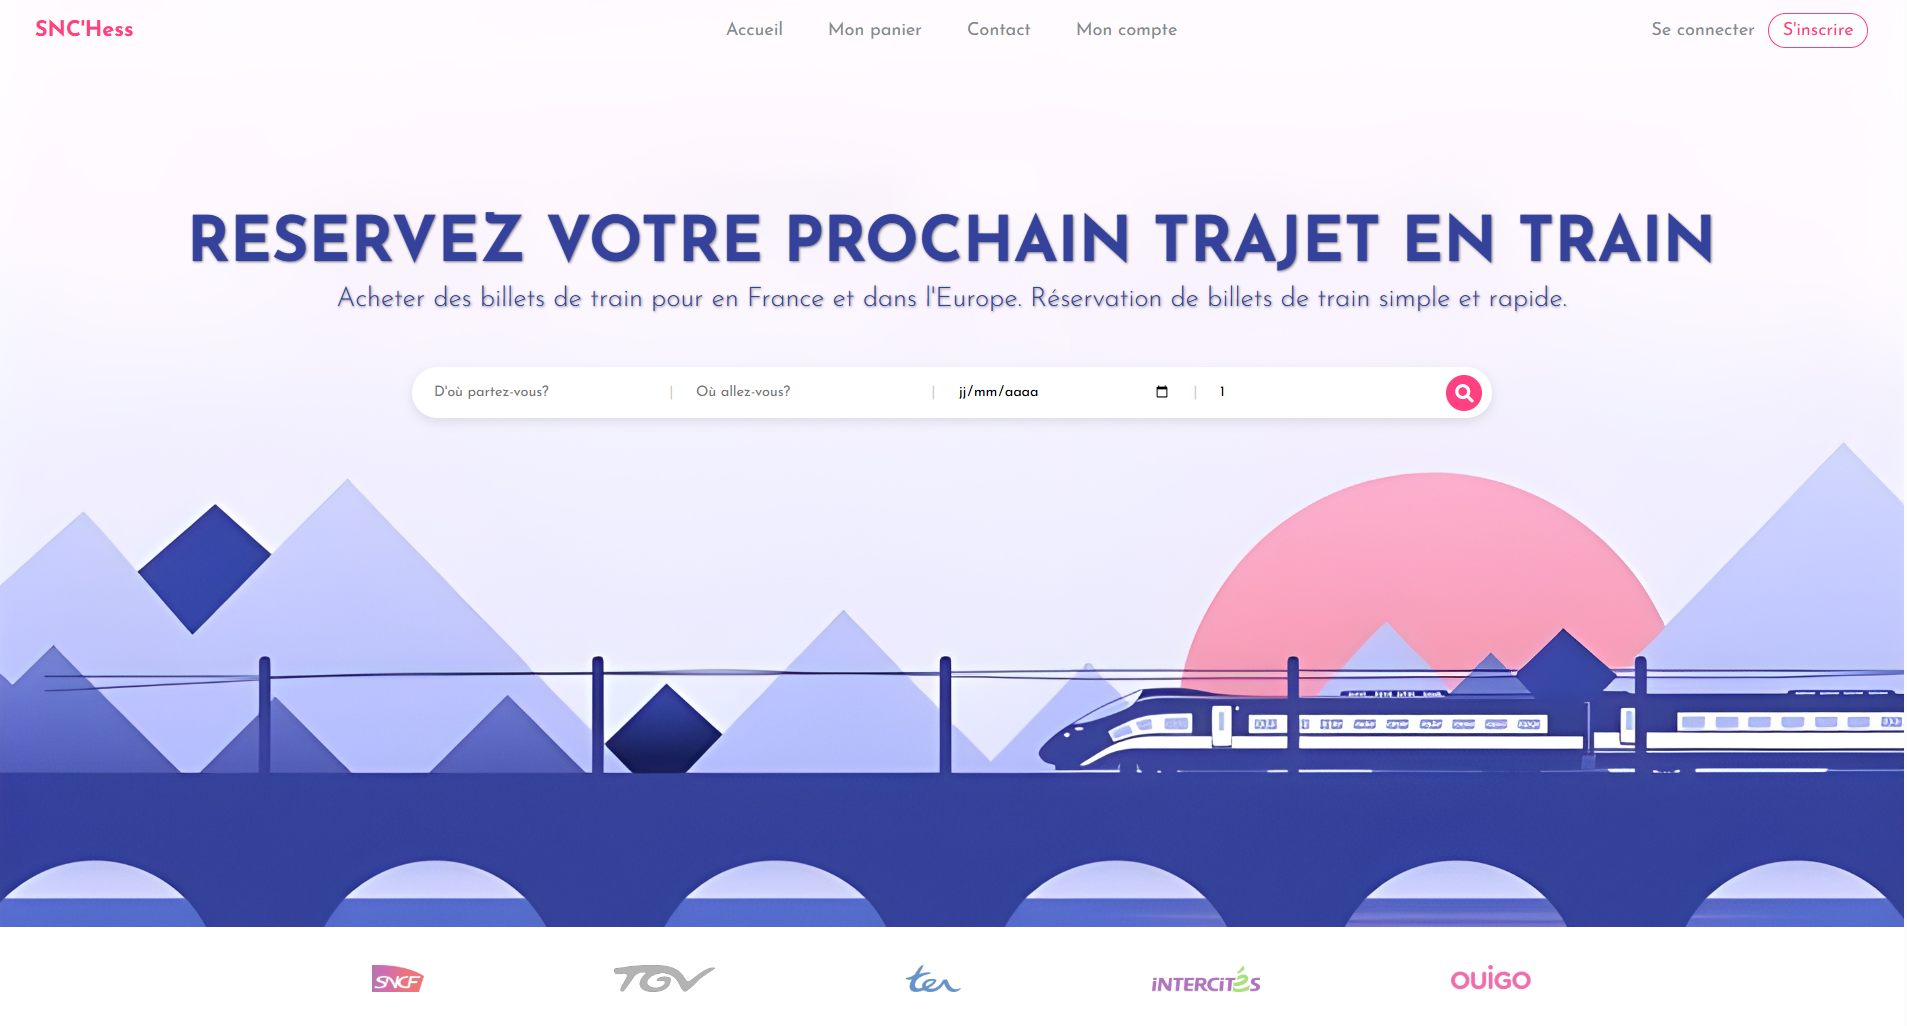 SNC'Hess
Accueil
Mon panier
Contact
Mon compte
Se connecter
S'inscrire
RESERVEZ VOTRE PROCHAIN TRAJET EN TRAIN
Acheter des billets de train pour en France et dans l'Europe. Réservation de billets de train simple et rapide.
D'où partez-vous?
|
Où allez-vous?
|
jj/mm/aaaa
|
1
SNCF
TGV
ter
iNTERCiTéS
OUIGO